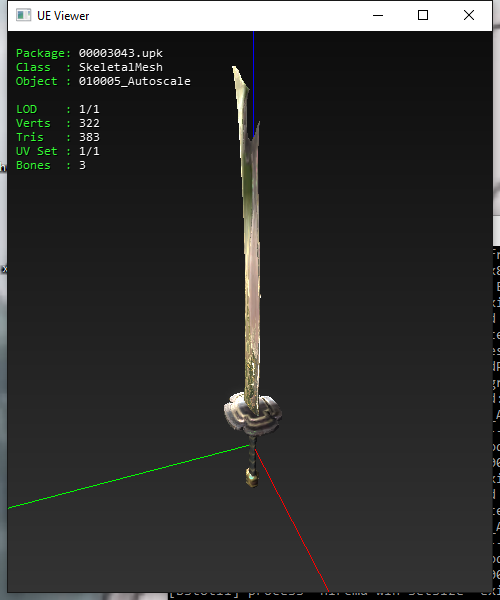 UE Viewer
Package: 00003043.upk
Class  : SkeletalMesh
Object : 010005_Autoscale
LOD    : 1/1
Verts  : 322
Tris   : 383
UV Set : 1/1
Bones  : 3